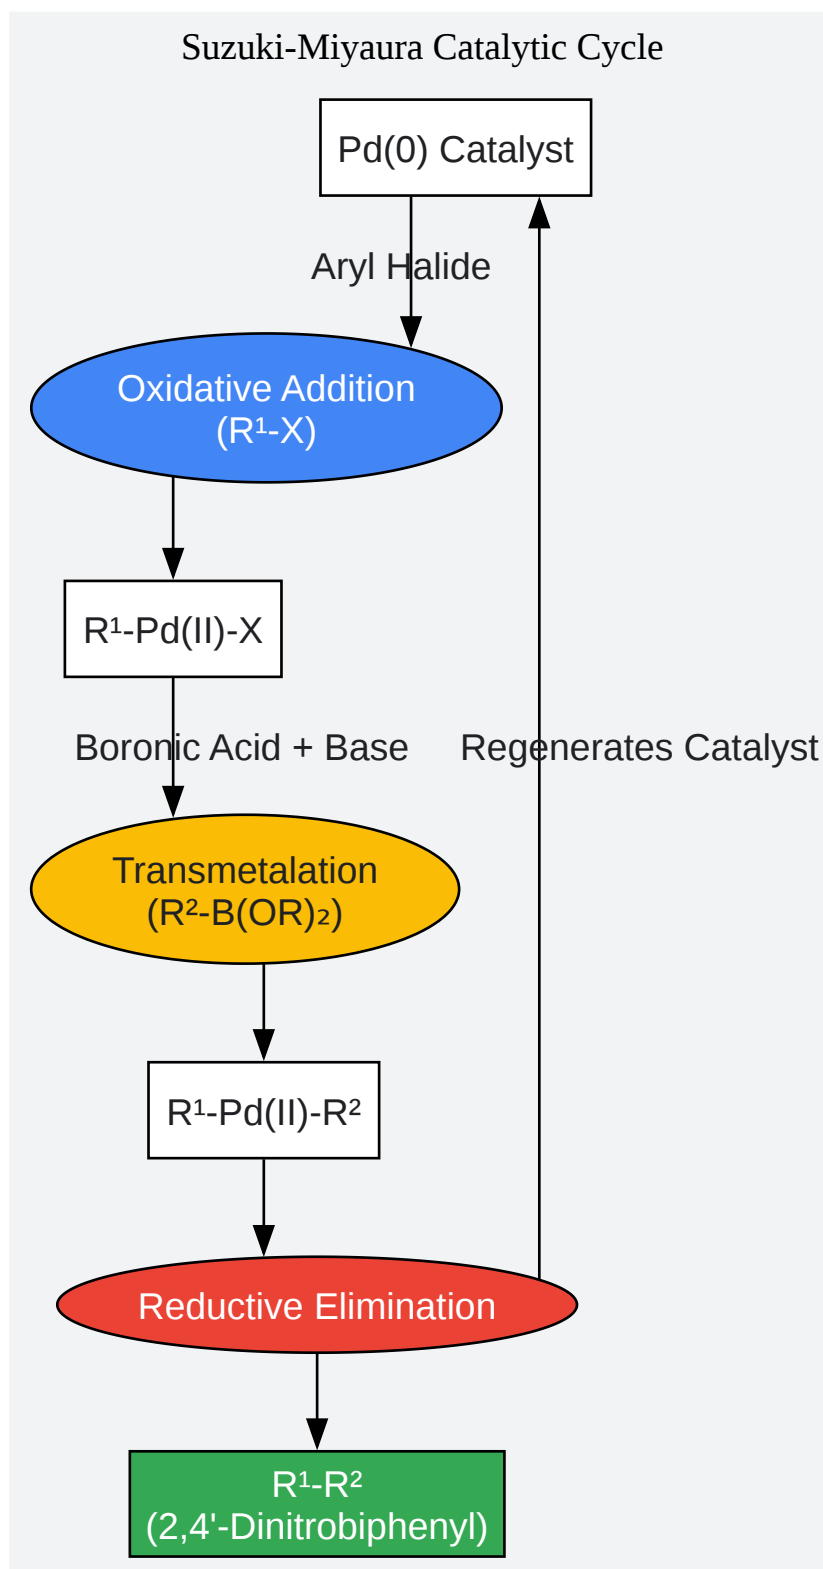 Suzuki-Miyaura Catalytic Cycle
Pd(0) Catalyst
Aryl Halide
Oxidative Addition
(R¹-X)
R¹-Pd(II)-X
Boronic Acid + Base
Regenerates Catalyst
Transmetalation
(R²-B(OR)₂)
R¹-Pd(II)-R²
Reductive Elimination
R¹-R²
(2,4'-Dinitrobiphenyl)